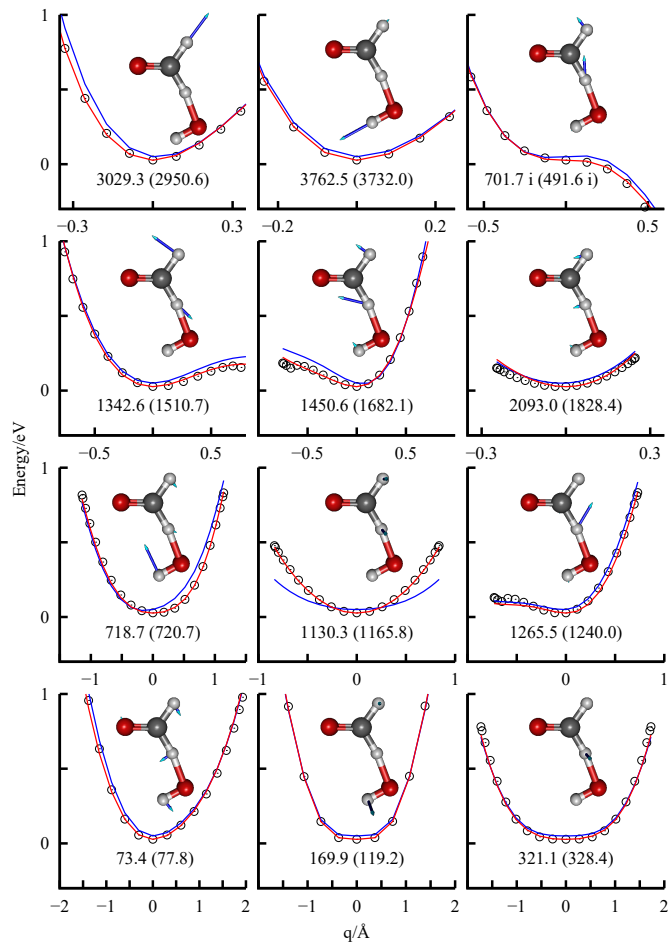 1
0
3029.3 (2950.6)
3762.5 (3732.0)
701.7 i (491.6 i)
−0.3 0.3
−0.2 0.2
−0.5 0.5
1
0
1342.6 (1510.7)
1450.6 (1682.1)
2093.0 (1828.4)
−0.5 0.5
−0.5 0.5
−0.3 0.3
Energy/eV
1
0
718.7 (720.7)
1130.3 (1165.8)
1265.5 (1240.0)
−1 0 1
−1 0 1
−1 0 1
1
0
73.4 (77.8)
169.9 (119.2)
321.1 (328.4)
−2 −1 0 1 2
−1 0 1 2
−1 0 1 2
q/Å